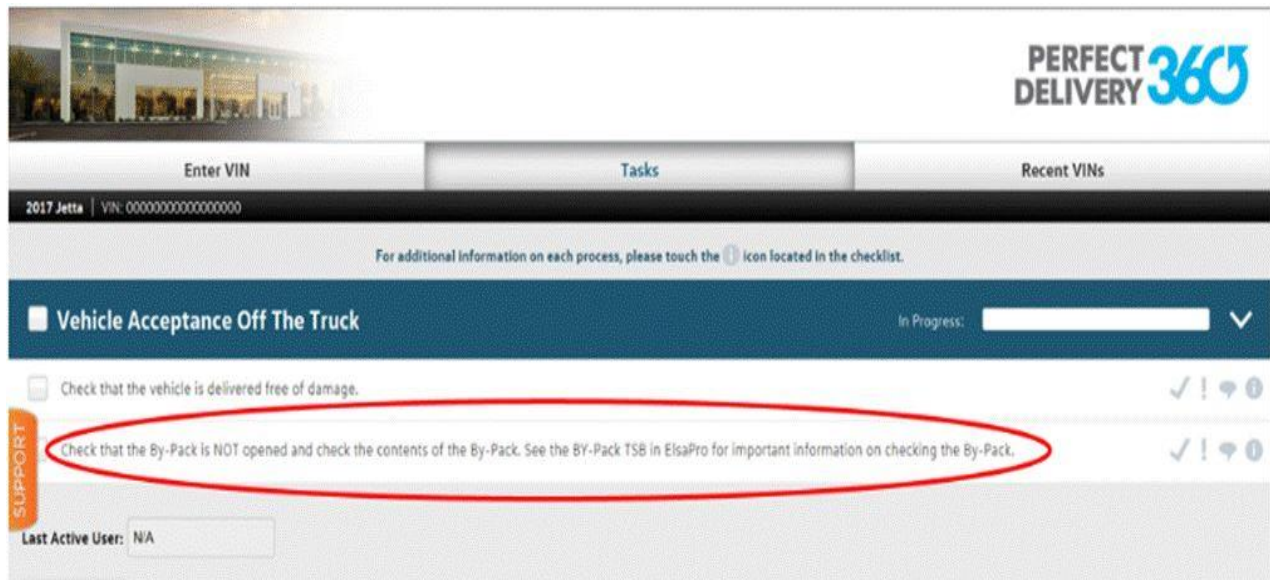 PERFECT
DELIVERY 360
Enter VIN
Tasks
Recent VINs
2017 Jetta | VIN: 00000000000000000
For additional information on each process, please touch the i icon located in the checklist.
Vehicle Acceptance Off The Truck
In Progress:
Check that the vehicle is delivered free of damage.
Check that the By-Pack is NOT opened and check the contents of the By-Pack. See the BY-Pack TSB in ElsaPro for important information on checking the By-Pack.
SUPPORT
Last Active User: N/A